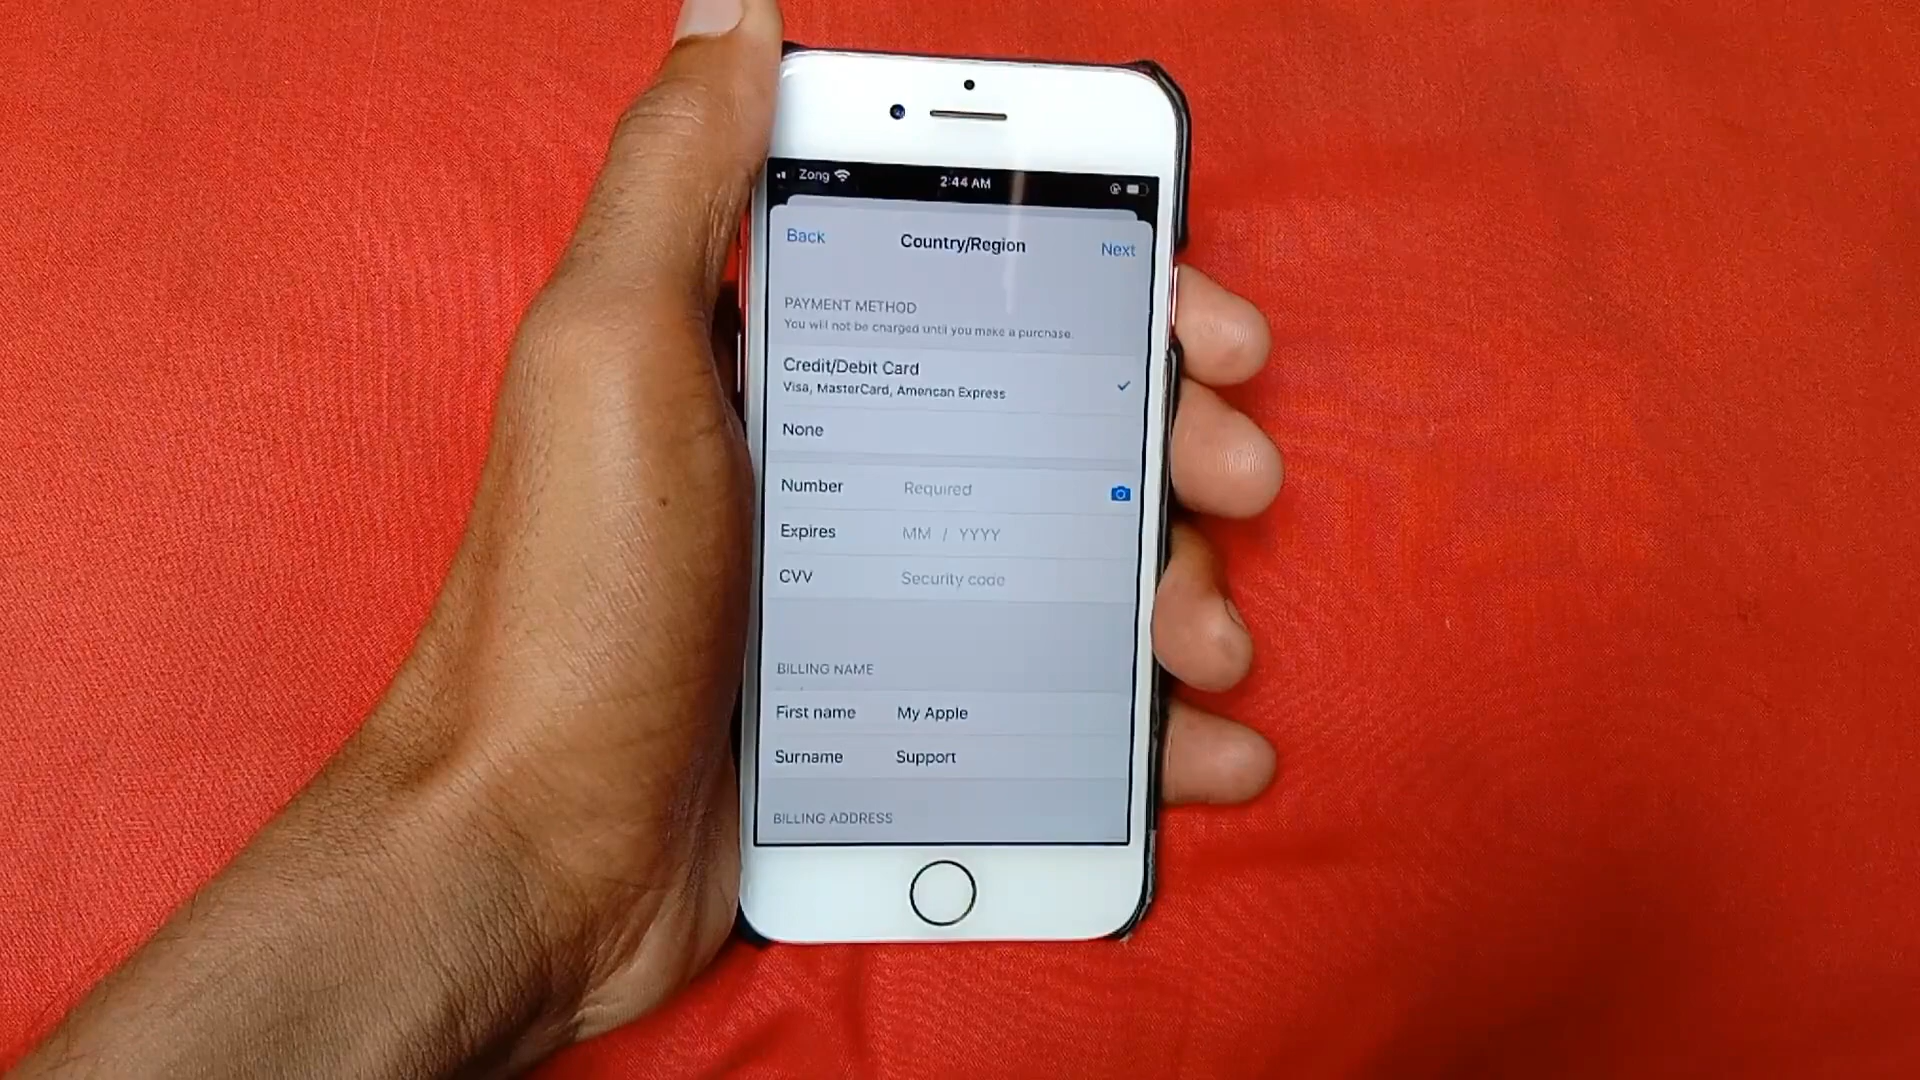 Zong
2:44 AM
Back Country/Region Next
PAYMENT METHOD
You will not be charged until you make a purchase.
Credit/Debit Card
Visa, MasterCard, American Express
None
Number Required
Expires MM / YYYY
CVV Security code
BILLING NAME
First name My Apple
Surname Support
BILLING ADDRESS